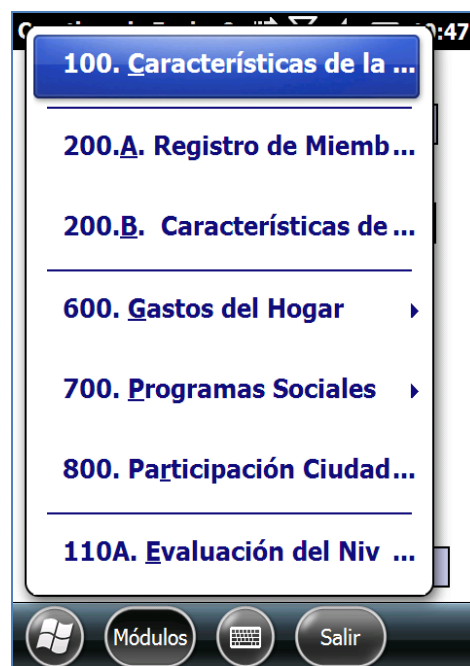 :47
100. Características de la ...
200.A. Registro de Miemb...
200.B. Características de ...
600. Gastos del Hogar
700. Programas Sociales
800. Participación Ciudad...
110A. Evaluación del Niv ...
Módulos
Salir